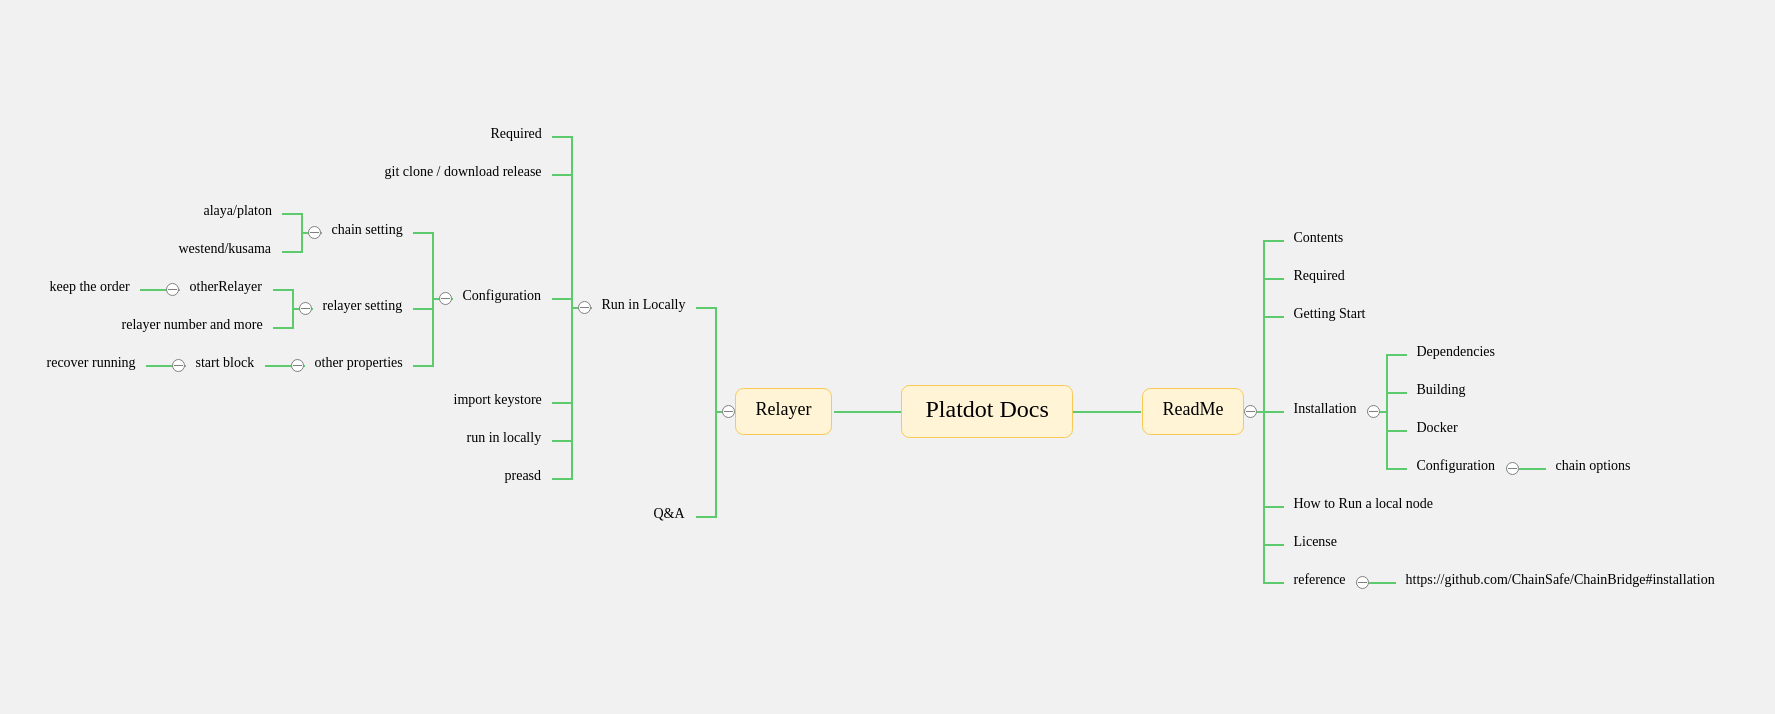 Platdot Docs
Relayer
Run in Locally
Required
git clone / download release
Configuration
chain setting
alaya/platon
westend/kusama
relayer setting
otherRelayer
keep the order
relayer number and more
other properties
start block
recover running
import keystore
run in locally
preasd
Q&A
ReadMe
Contents
Required
Getting Start
Installation
Dependencies
Building
Docker
Configuration
chain options
How to Run a local node
License
reference
https://github.com/ChainSafe/ChainBridge#installation